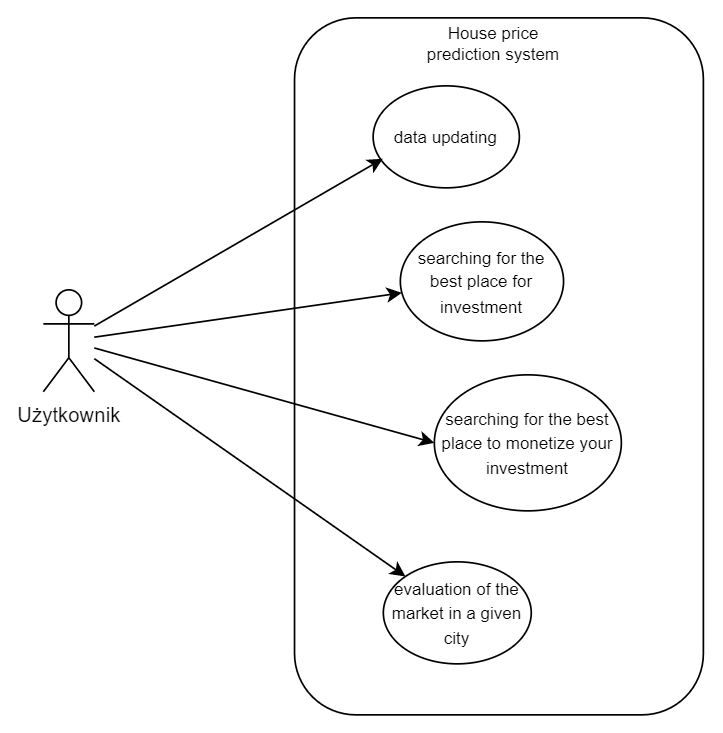 House price
prediction system
data updating
searching for the
best place for
investment
Użytkownik
searching for the best
place to monetize your
investment
evaluation of the
market in a given
city